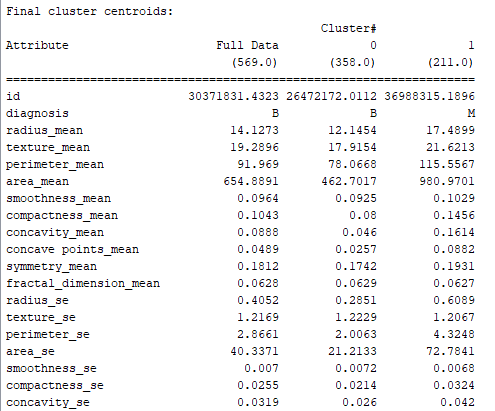 Final cluster centroids:
Cluster#
Attribute Full Data 0 1
(569.0) (358.0) (211.0)
==========================================================================
id 30371831.4323 26472172.0112 36988315.1896
diagnosis B B M
radius_mean 14.1273 12.1454 17.4899
texture_mean 19.2896 17.9154 21.6213
perimeter_mean 91.969 78.0668 115.5567
area_mean 654.8891 462.7017 980.9701
smoothness_mean 0.0964 0.0925 0.1029
compactness_mean 0.1043 0.08 0.1456
concavity_mean 0.0888 0.046 0.1614
concave points_mean 0.0489 0.0257 0.0882
symmetry_mean 0.1812 0.1742 0.1931
fractal_dimension_mean 0.0628 0.0629 0.0627
radius_se 0.4052 0.2851 0.6089
texture_se 1.2169 1.2229 1.2067
perimeter_se 2.8661 2.0063 4.3248
area_se 40.3371 21.2133 72.7841
smoothness_se 0.007 0.0072 0.0068
compactness_se 0.0255 0.0214 0.0324
concavity_se 0.0319 0.026 0.042